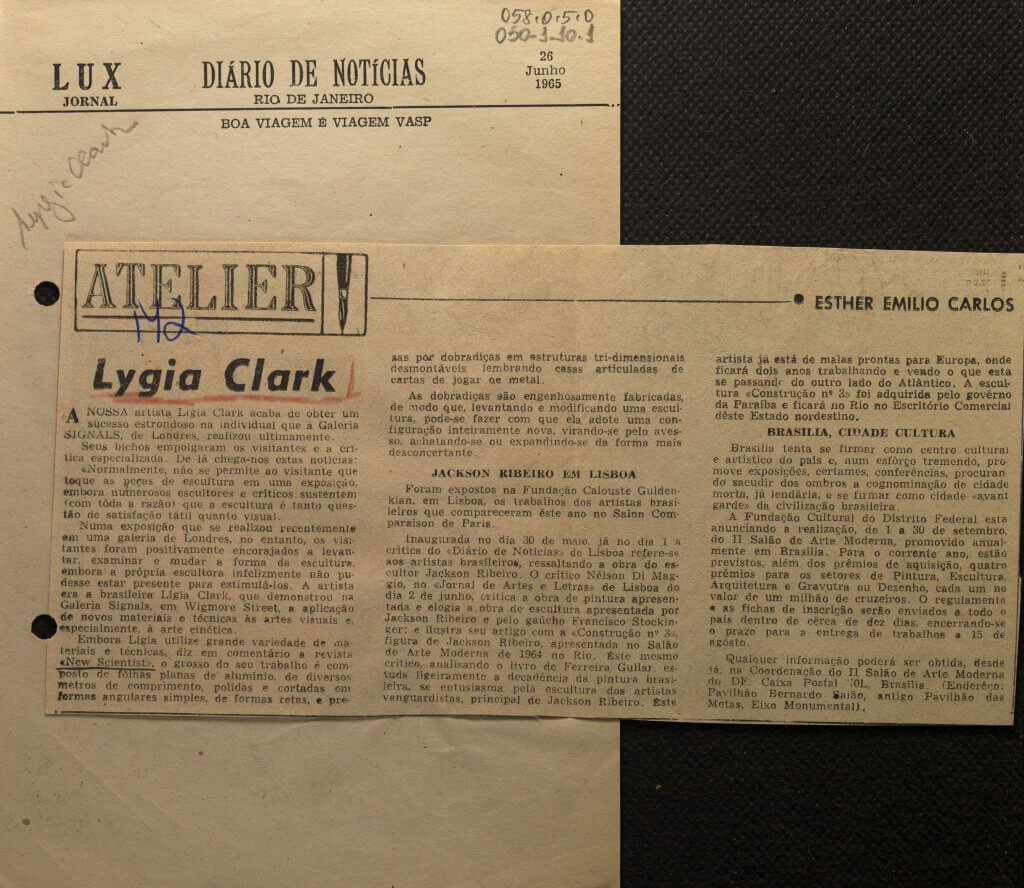 058.0.5.0
050-1-10.1
LUX
JORNAL
DIÁRIO DE NOTÍCIAS
RIO DE JANEIRO
26
Junho
1965
BOA VIAGEM É VIAGEM VASP
Lygia Clark
ATELIER
142
ESTHER EMILIO CARLOS
Lygia Clark
A NOSSA artista Ligia Clark acaba de obter um
sucesso estrondoso na individual que a Galeria
SIGNALS, de Londres, realizou ultimamente.
Seus bichos empolgaram os visitantes e a crí-
tica especializada. De lá chega-nos estas notícias:
«Normalmente, não se permite ao visitante que
toque as peças de escultura em uma exposição,
embora numerosos escultores e críticos sustentem
(com tôda a razão) que a escultura é tanto ques-
tão de satisfação tátil quanto visual.
Numa exposição que se realizou recentemente
em uma galeria de Londres, no entanto, os visi-
tantes foram positivamente encorajados a levan-
tar, examinar e mudar a forma da escultura,
embora a própria escultora infelizmente não pu-
desse estar presente para estimulá-los. A artista
era a brasileira Ligia Clark, que demonstrou na
Galeria Signals, em Wigmore Street, a aplicação
de novos materiais e técnicas às artes visuais e,
especialmente, à arte cinética.
Embora Ligia utilize grande variedade de ma-
teriais e técnicas, diz em comentário a revista
«New Scientist», o grosso do seu trabalho é com-
posto de fôlhas planas de alumínio, de diversos
metros de comprimento, polidas e cortadas em
formas angulares simples, de formas retas, e pre-
sas por dobradiças em estruturas tri-dimensionais
desmontáveis, lembrando casas articuladas de
cartas de jogar de metal.
As dobradiças são engenhosamente fabricadas,
de modo que, levantando e modificando uma escul-
tura, pode-se fazer com que ela adote uma con-
figuração inteiramente nova, virando-se pelo aves-
so, achatando-se ou expandindo-se da forma mais
desconcertante.
JACKSON RIBEIRO EM LISBOA
Foram expostos na Fundação Calouste Gulden-
kian, em Lisboa, os trabalhos dos artistas brasi-
leiros que compareceram êste ano no Salon Com-
paraison de Paris.
Inaugurada no dia 30 de maio, já no dia 1 a
crítica do «Diário de Notícias» de Lisboa refere-se
aos artistas brasileiros, ressaltando a obra do es-
cultor Jackson Ribeiro. O crítico Nélson Di Mag-
gio, no «Jornal de Artes e Letras» de Lisboa do
dia 2 de junho, critica a obra de pintura apresen-
tada e elogia a obra de escultura apresentada por
Jackson Ribeiro e pelo gaúcho Francisco Stockin-
ger; e ilustra seu artigo com a «Construção nº 3»,
figura de Jackson Ribeiro, apresentada no Salão
de Arte Moderna de 1964 no Rio. Êste mesmo
crítico, analisando o livro de Ferreira Gullar, es-
tuda ligeiramente a decadência da pintura brasi-
leira, se entusiasma pela escultura dos artistas
vanguardistas, principal de Jackson Ribeiro. Êste
artista já está de malas prontas para Europa, onde
ficará dois anos trabalhando e vendo o que esta
se passando do outro lado do Atlântico. A escul-
tura «Construção nº 3» foi adquirida pelo govêrno
da Paraíba e ficará no Rio no Escritório Comercial
dêste Estado nordestino.
BRASILIA, CIDADE CULTURA
Brasília tenta se firmar como centro cultural
e artístico do país e, num esforço tremendo, pro-
move exposições, certames, conferências, procuran-
do sacudir dos ombros a cognominação de cidade
morta, já lendária, e se firmar como cidade «avant
garde» da civilização brasileira.
A Fundação Cultural do Distrito Federal está
anunciando a realização, de 1 a 30 de setembro,
do II Salão de Arte Moderna, promovido anual-
mente em Brasília. Para o corrente ano, estão
previstos, além dos prêmios de aquisição, quatro
prêmios para os setores de Pintura, Escultura,
Arquitetura e Gravutra ou Desenho, cada um no
valor de um milhão de cruzeiros. O regulamento
e as fichas de inscrição serão enviados a todo o
país dentro de cêrca de dez dias, encerrando-se
o prazo para a entrega de trabalhos a 15 de
agôsto.
Qualquer informação poderá ser obtida, desde
já, na Coordenação do II Salão de Arte Moderna
do DF. Caixa Postal Brasília (Enderêço:
Pavilhão Bernardo Saião, antigo Pavilhão das
Metas, Eixo Monumental).